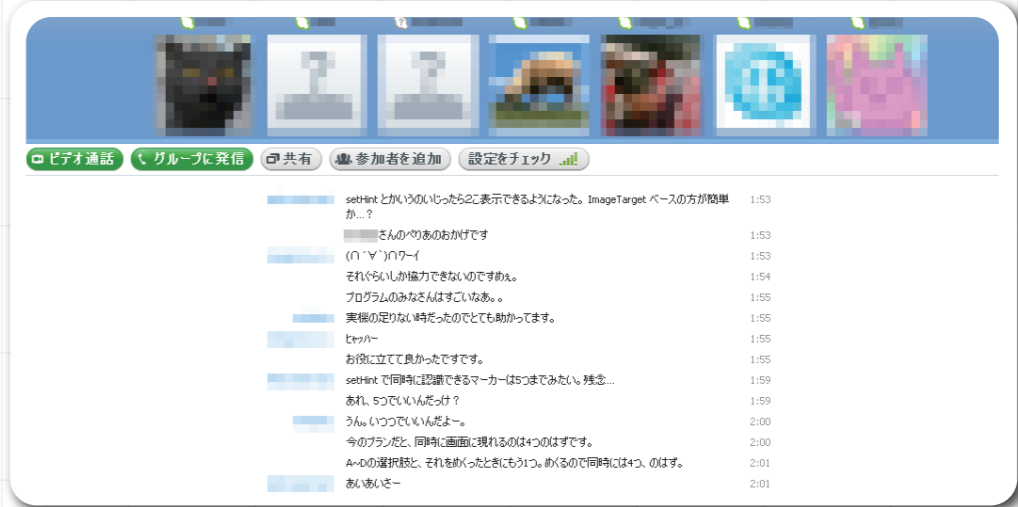 ビデオ通話 グループに発信 共有 参加者を追加 設定をチェック
setHint とかいうのいじったら2こ表示できるようになった。 ImageTarget ベースの方が簡単 1:53
か…?
さんのぺりあのおかげです 1:53
(∩´∀`)∩ワーイ 1:53
それぐらいしか協力できないのですめぇ。 1:54
プログラムのみなさんはすごいなあ。。 1:55
実機の足りない時だったのでとても助かってます。 1:55
ヒャッハー 1:55
お役に立てて良かったですです。 1:55
setHint で同時に認識できるマーカーは5つまでみたい。残念… 1:59
あれ、5つでいいんだっけ? 1:59
うん。いつつでいいんだよー。 2:00
今のプランだと、同時に画面に現れるのは4つのはずです。 2:00
A~Dの選択肢と、それをめくったときにもう1つ。めくるので同時には4つ、のはず。 2:01
あいあいさー 2:01